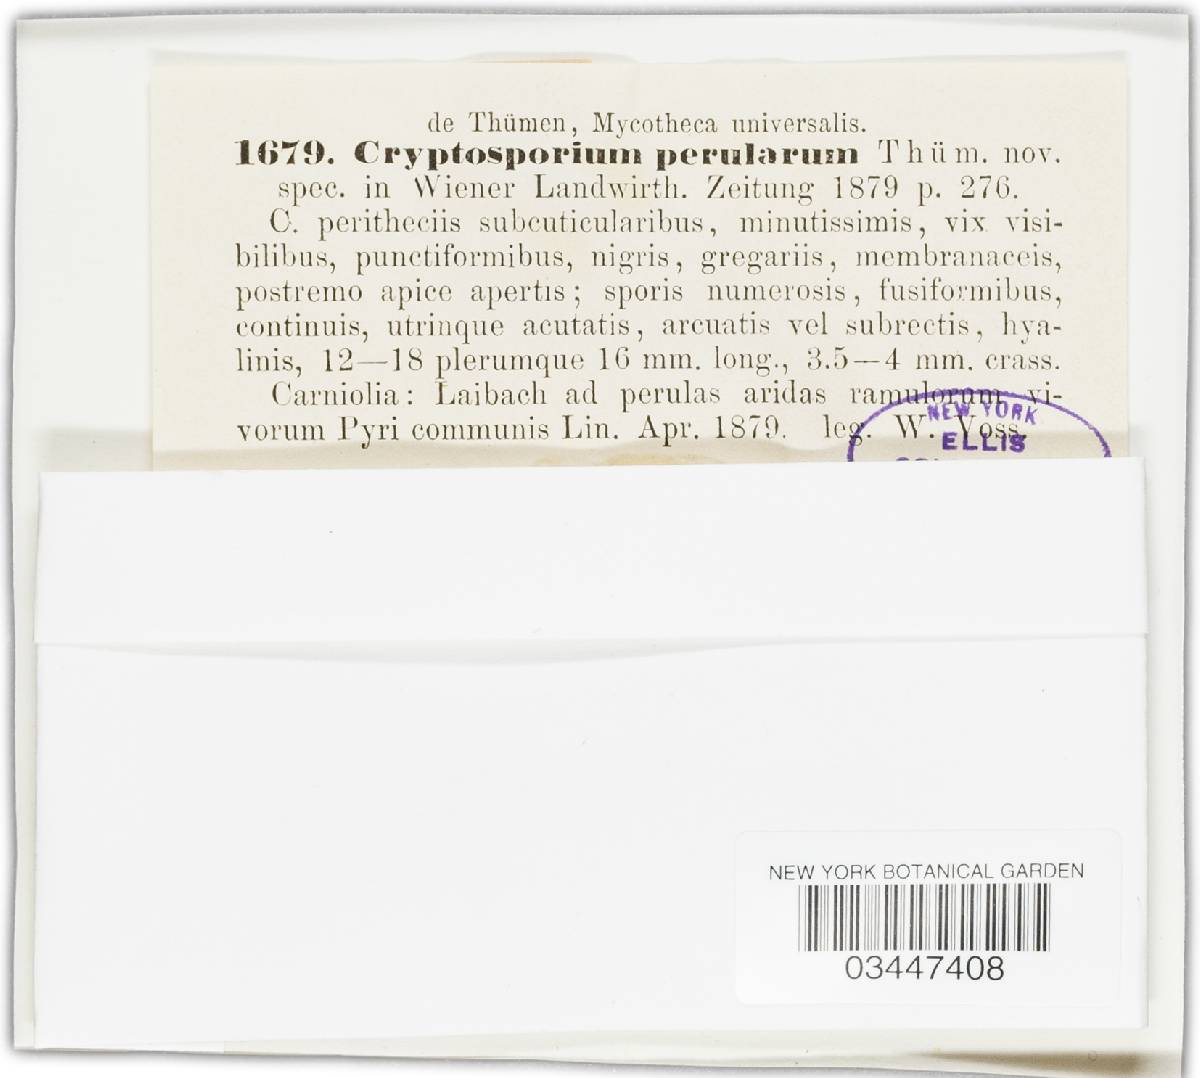 de Thümen, Mycotheca universalis.
1679. Cryptosporium perularum Thüm. nov.
spec. in Wiener Landwirth. Zeitung 1879 p. 276.
C. peritheciis subcuticularibus, minutissimis, vix visi-
bilibus, punctiformibus, nigris, gregariis, membranaceis,
postremo apice apertis; sporis numerosis, fusiformibus,
continuis, utrinque acutatis, arcuatis vel subrectis, hya-
linis, 12—18 plerumque 16 mm. long., 3.5—4 mm. crass.
Carniolia: Laibach ad perulas aridas ramulorum vi-
vorum Pyri communis Lin. Apr. 1879. leg. W. Voss.
NEW YORK
ELLIS
NEW YORK BOTANICAL GARDEN
03447408